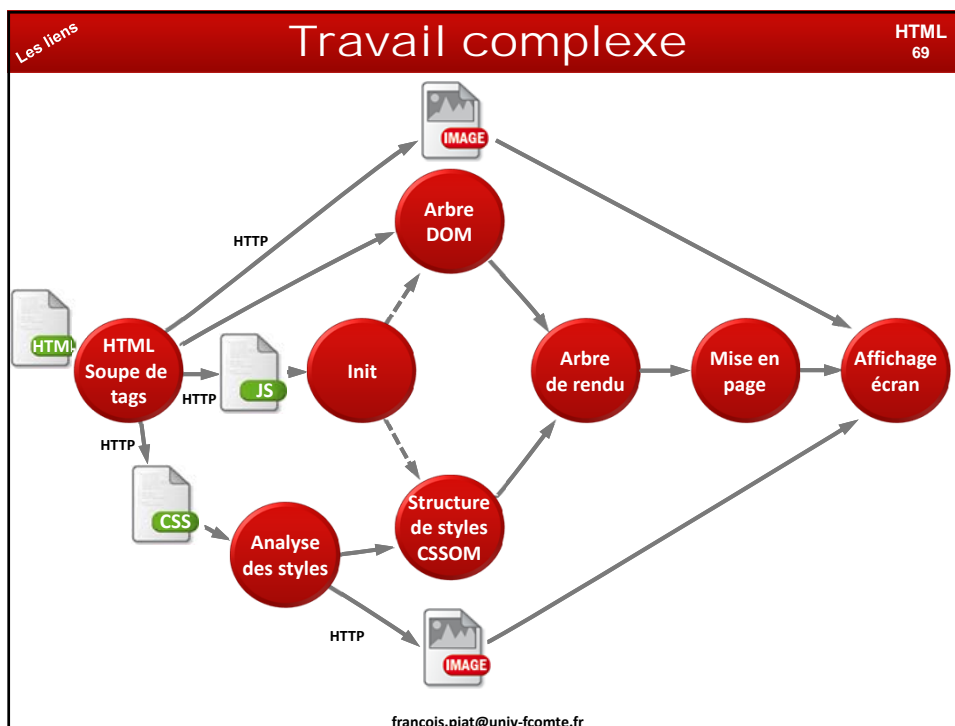 Les liens
Travail complexe
HTML
69
IMAGE
Arbre
DOM
HTTP
HTML
HTML
Soupe de
tags
HTTP
JS
Init
Arbre
de rendu
Mise en
page
Affichage
écran
HTTP
CSS
Analyse
des styles
Structure
de styles
CSSOM
HTTP
IMAGE
francois.piat@univ-fcomte.fr